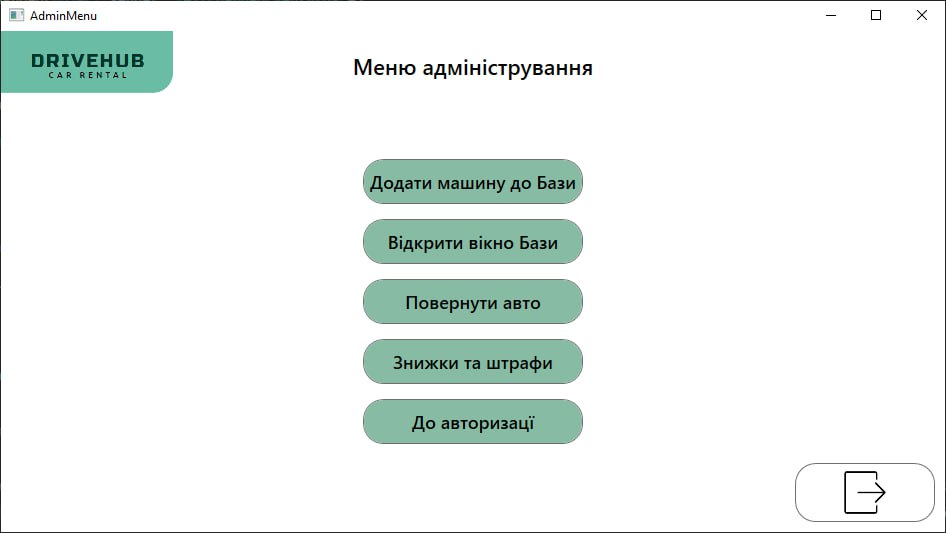 AdminMenu
DRIVEHUB
CAR RENTAL
Меню адміністрування
Додати машину до Бази
Відкрити вікно Бази
Повернути авто
Знижки та штрафи
До авторизацї